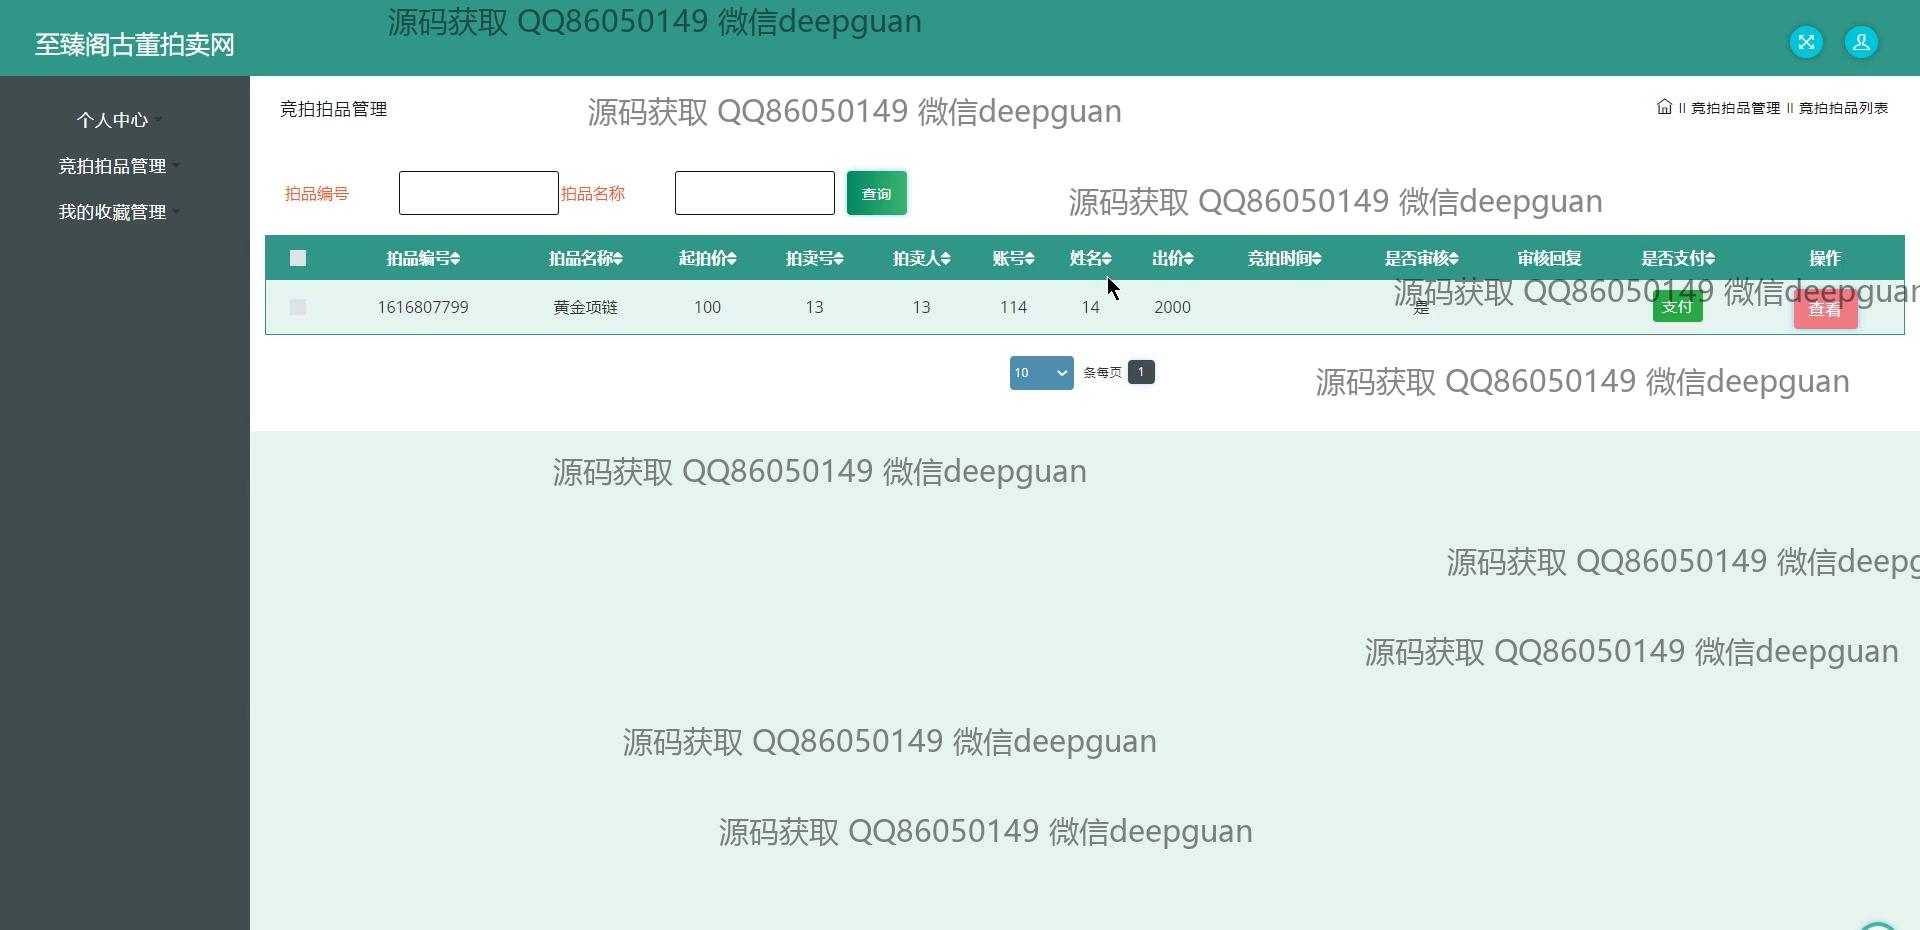 源码获取 QQ86050149 微信deepguan
至臻阁古董拍卖网
个人中心
竞拍拍品管理
我的收藏管理
竞拍拍品管理
源码获取 QQ86050149 微信deepguan
竞拍拍品管理 竞拍拍品列表
拍品编号 拍品名称 查询
源码获取 QQ86050149 微信deepguan
拍品编号 拍品名称 起拍价 拍卖号 拍卖人 账号 姓名 出价 竞拍时间 是否审核 审核回复 是否支付 操作
源码获取 QQ86050149 微信deepguan
1616807799 黄金项链 100 13 13 114 14 2000 是 支付 查看
10 条每页 1
源码获取 QQ86050149 微信deepguan
源码获取 QQ86050149 微信deepguan
源码获取 QQ86050149 微信deepg
源码获取 QQ86050149 微信deepguan
源码获取 QQ86050149 微信deepguan
源码获取 QQ86050149 微信deepguan